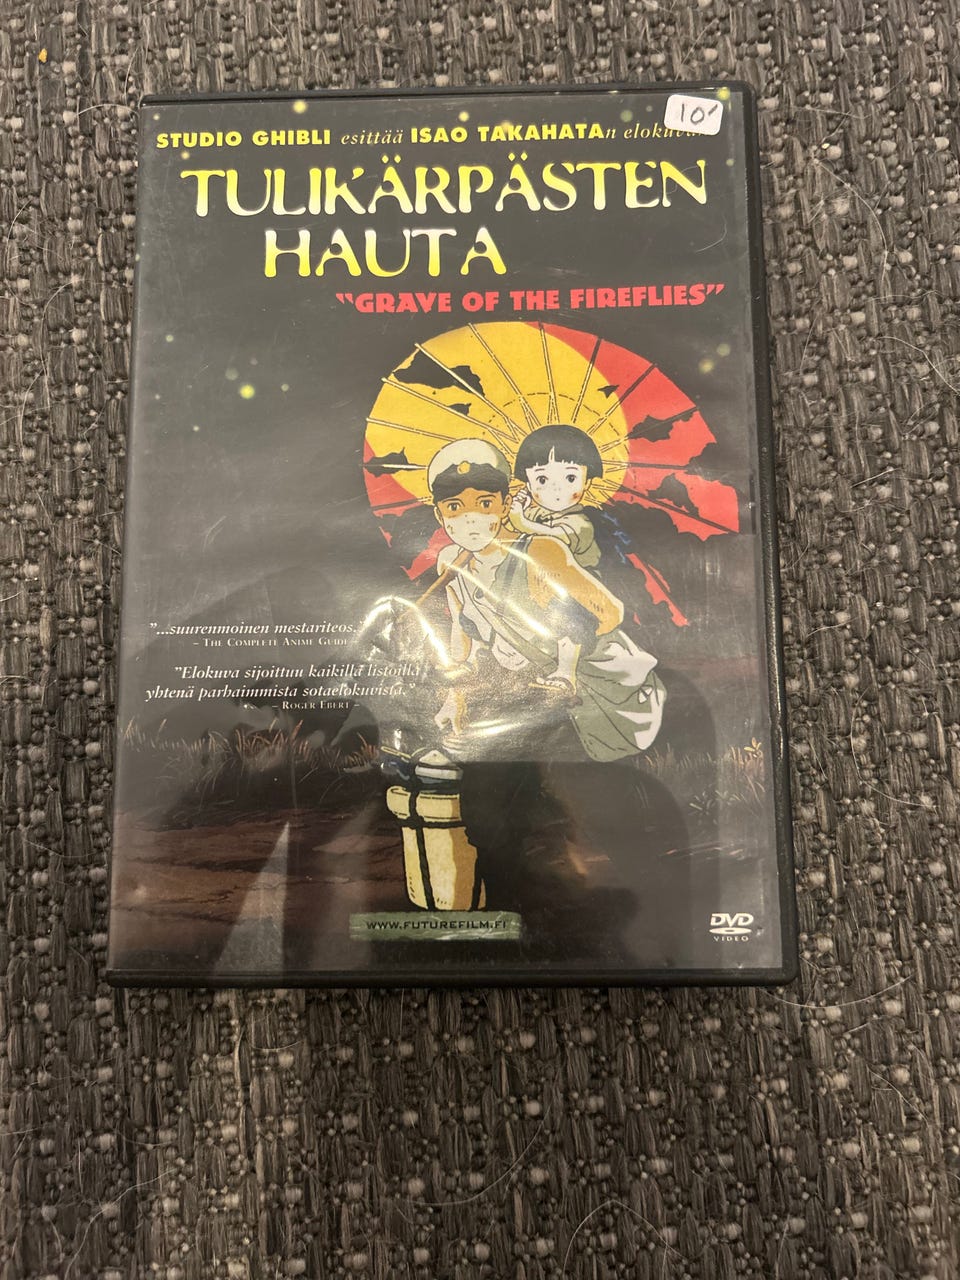 10'
STUDIO GHIBLI esittää ISAO TAKAHATAn
TULIKÄRPÄSTEN
HAUTA
"GRAVE OF THE FIREFLIES"
"...suurenmoinen mestariteos.
– THE COMPLETE ANIME GUIDE
"Elokuva sijoittuu kaikilla listoilla
yhtenä parhaimmista sotaelokuvista."
– ROGER EBERT –
WWW.FUTUREFILM.FI
DVD
VIDEO